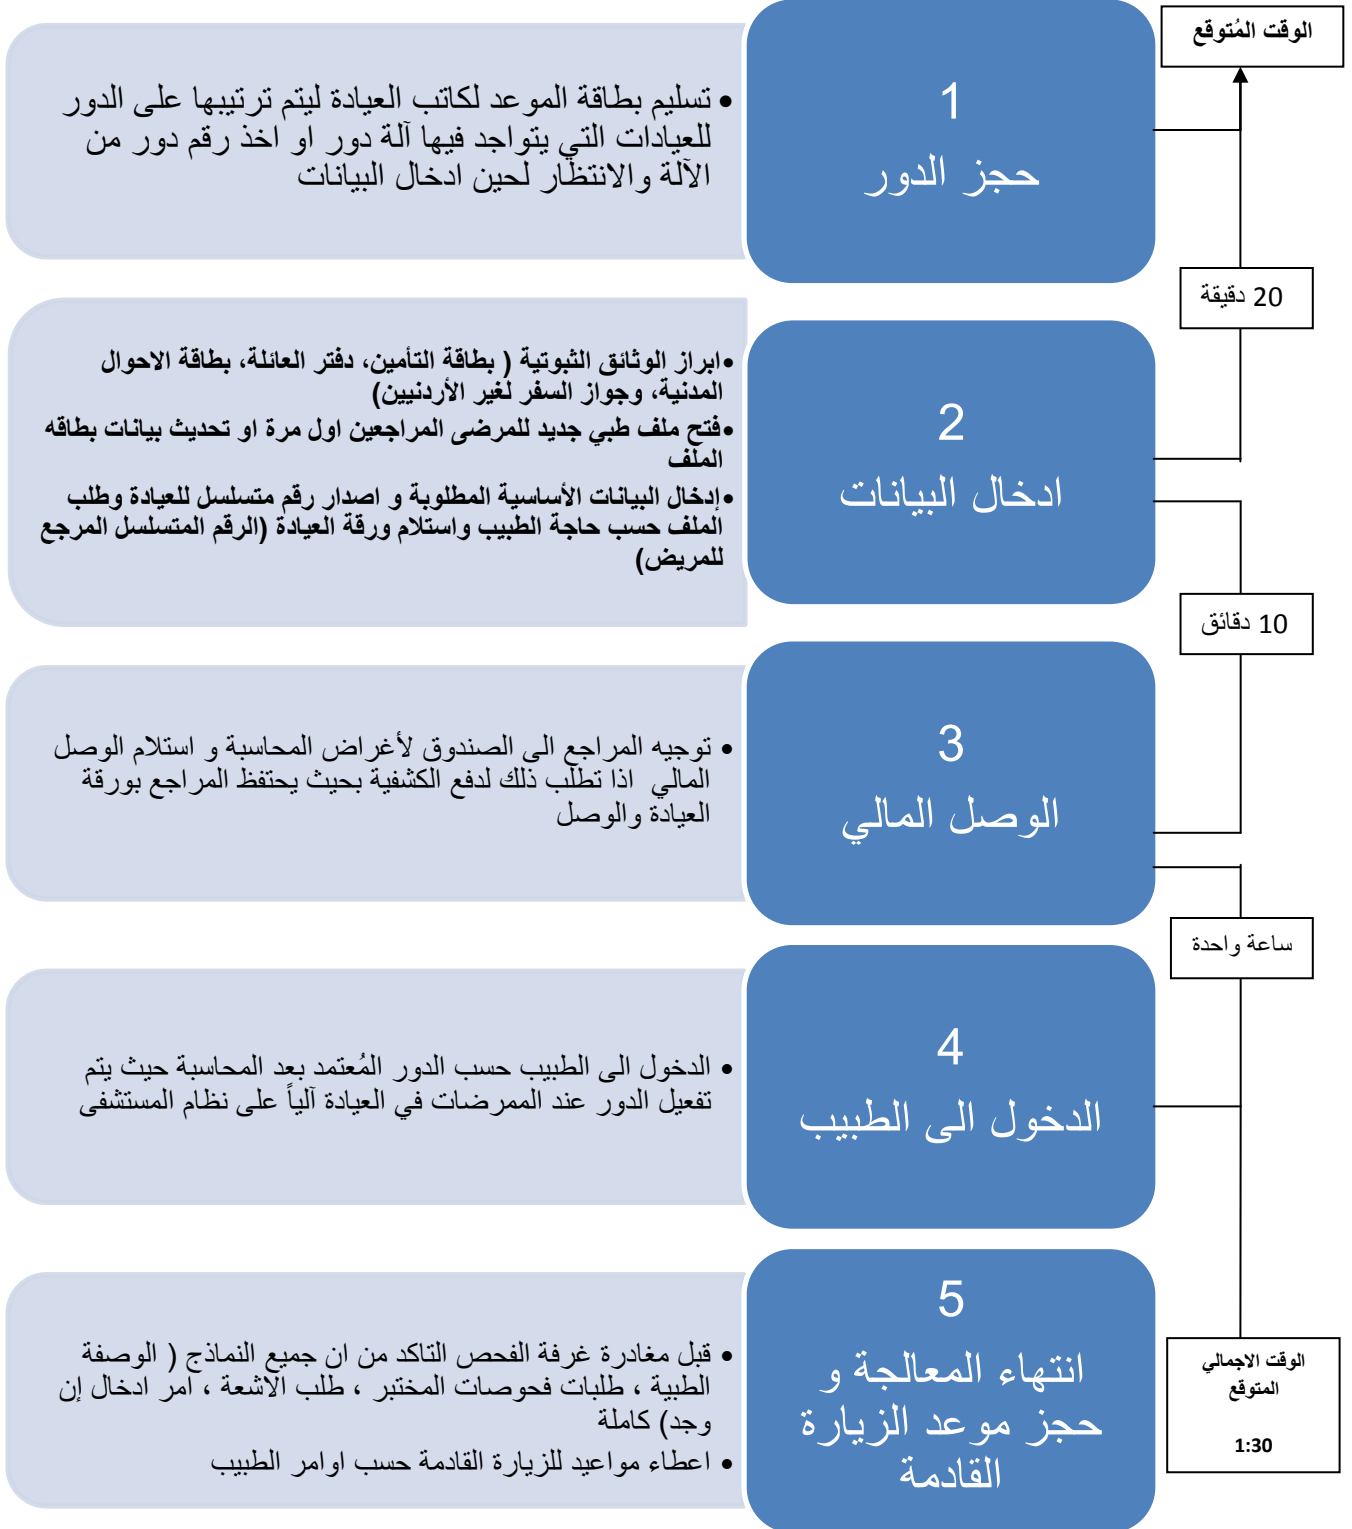 الوقت المُتوقع
1
حجز الدور
• تسليم بطاقة الموعد لكاتب العيادة ليتم ترتيبها على الدور
للعيادات التي يتواجد فيها آلة دور او اخذ رقم دور من
الآلة والانتظار لحين ادخال البيانات
20 دقيقة
2
ادخال البيانات
•ابراز الوثائق الثبوتية ( بطاقة التأمين، دفتر العائلة، بطاقة الاحوال
المدنية، وجواز السفر لغير الأردنيين)
•فتح ملف طبي جديد للمرضى المراجعين اول مرة او تحديث بيانات بطاقه
الملف
•إدخال البيانات الأساسية المطلوبة و اصدار رقم متسلسل للعيادة وطلب
الملف حسب حاجة الطبيب واستلام ورقة العيادة (الرقم المتسلسل المرجع
للمريض)
10 دقائق
3
الوصل المالي
• توجيه المراجع الى الصندوق لأغراض المحاسبة و استلام الوصل
المالي اذا تطلب ذلك لدفع الكشفية بحيث يحتفظ المراجع بورقة
العيادة والوصل
ساعة واحدة
4
الدخول الى الطبيب
• الدخول الى الطبيب حسب الدور المُعتمد بعد المحاسبة حيث يتم
تفعيل الدور عند الممرضات في العيادة آلياً على نظام المستشفى
5
انتهاء المعالجة و
حجز موعد الزيارة
القادمة
• قبل مغادرة غرفة الفحص التاكد من ان جميع النماذج ( الوصفة
الطبية ، طلبات فحوصات المختبر ، طلب الاشعة ، امر ادخال إن
وجد) كاملة
• اعطاء مواعيد للزيارة القادمة حسب اوامر الطبيب
الوقت الاجمالي
المتوقع
1:30